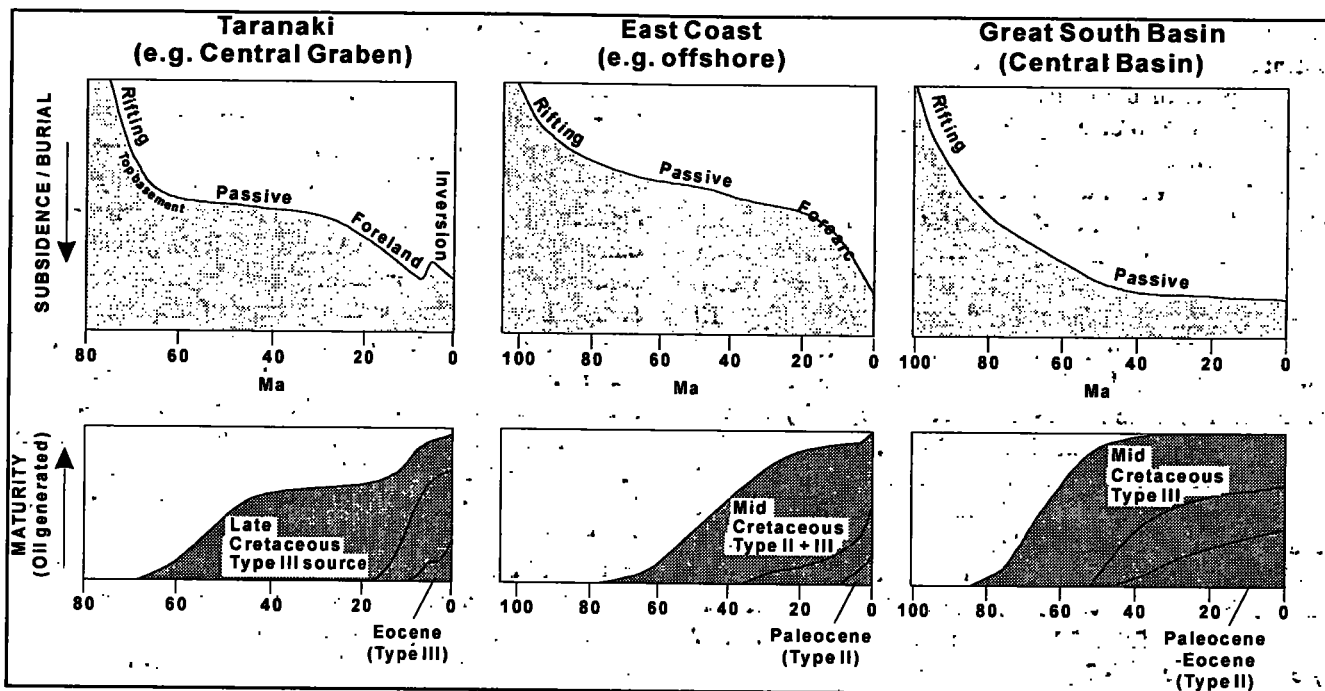 Taranaki
(e.g. Central Graben)
East Coast
(e.g. offshore)
Great South Basin
(Central Basin)
SUBSIDENCE / BURIAL
Rifting
Top basement
Passive
Foreland
Inversion
80
60
40
20
0
Ma
Rifting
Passive
Forearc
100
80
60
40
20
0
Ma
Rifting
Passive
100
80
60
40
20
0
Ma
MATURITY
(Oil generated)
Late
Cretaceous
Type III source
80
60
40
20
0
Eocene
(Type III)
Mid
Cretaceous
Type II + III
100
80
60
40
20
0
Paleocene
(Type II)
Mid
Cretaceous
Type III
100
80
60
40
20
0
Paleocene
-Eocene
(Type II)